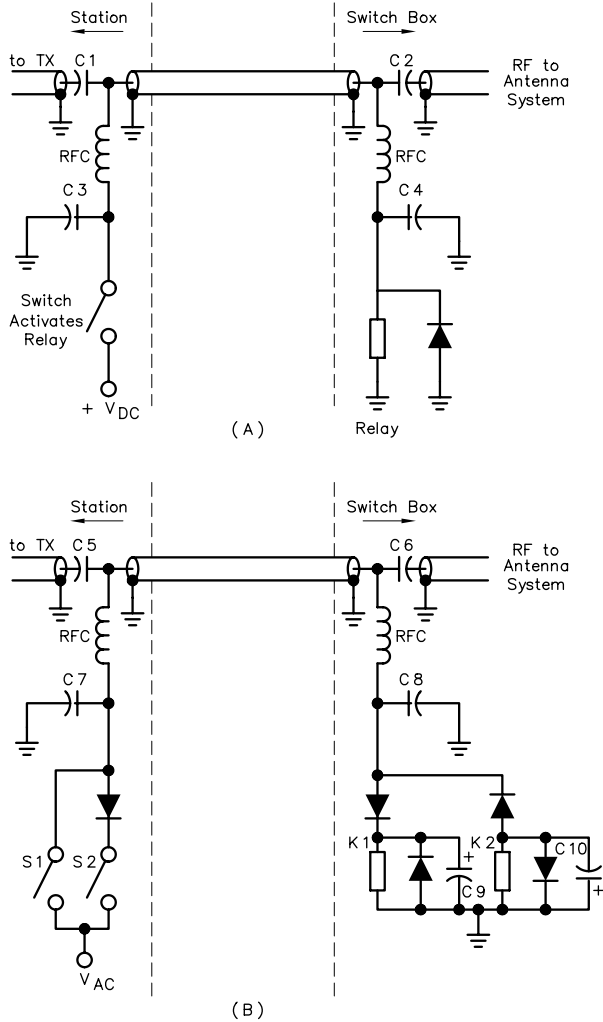 Station
Switch Box
to TX
C1
C2
RF to
Antenna
System
RFC
RFC
C3
C4
Switch
Activates
Relay
+ VDC
(A)
Relay
Station
Switch Box
to TX
C5
C6
RF to
Antenna
System
RFC
RFC
C7
C8
S1
S2
K1
+
C9
K2
C10
+
VAC
(B)